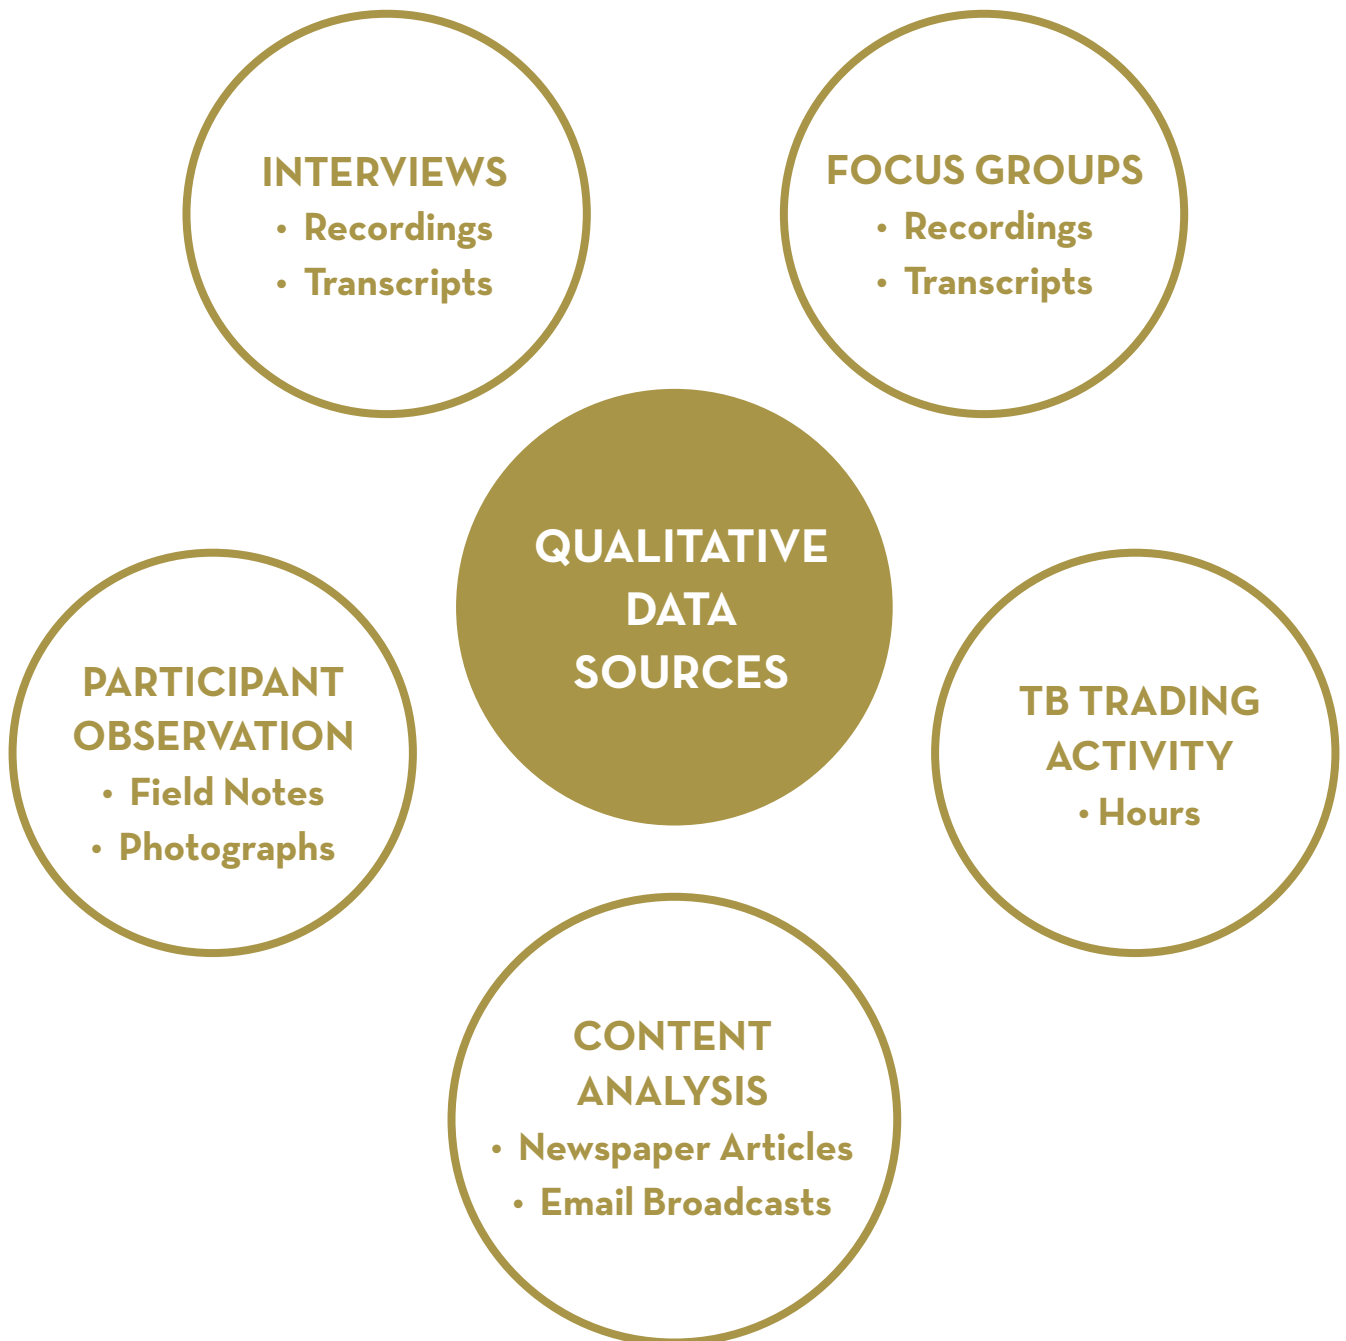 INTERVIEWS
• Recordings
• Transcripts
FOCUS GROUPS
• Recordings
• Transcripts
QUALITATIVE
DATA
SOURCES
PARTICIPANT
OBSERVATION
• Field Notes
• Photographs
TB TRADING
ACTIVITY
• Hours
CONTENT
ANALYSIS
• Newspaper Articles
• Email Broadcasts